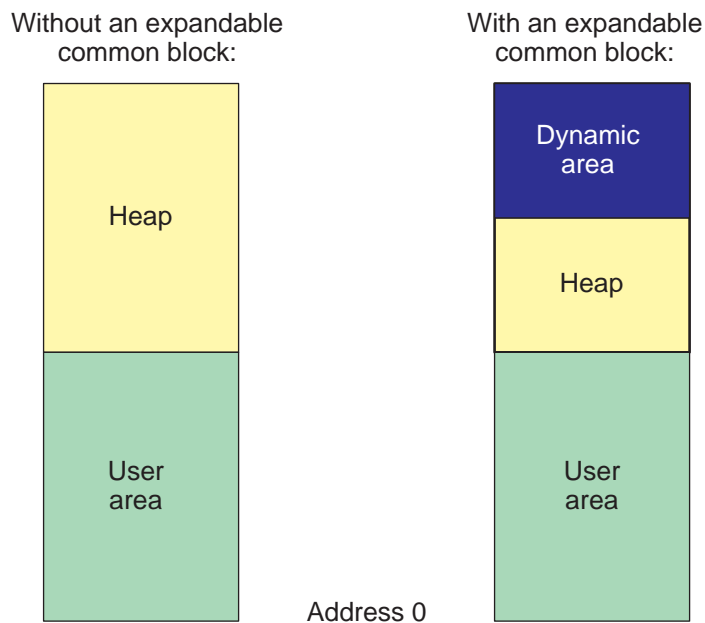 Without an expandable
common block:
Heap
User
area
With an expandable
common block:
Dynamic
area
Heap
User
area
Address 0